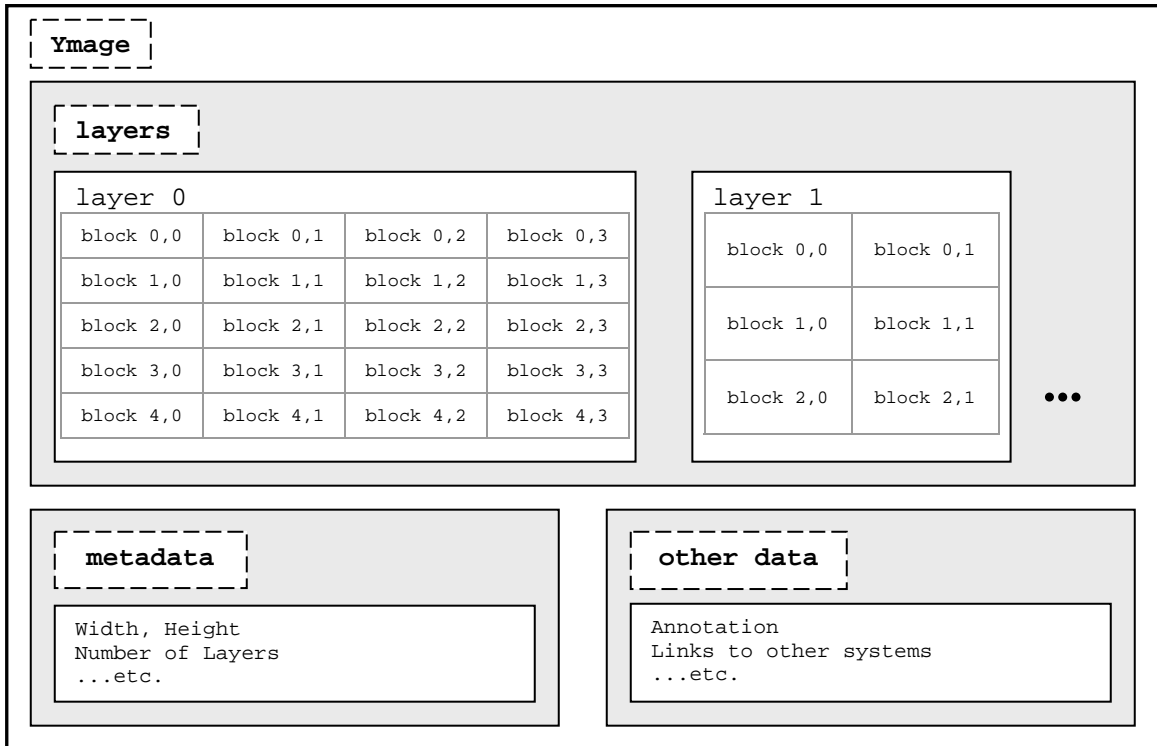 Ymage
layers
layer 0
block 0,0 block 0,1 block 0,2 block 0,3
block 1,0 block 1,1 block 1,2 block 1,3
block 2,0 block 2,1 block 2,2 block 2,3
block 3,0 block 3,1 block 3,2 block 3,3
block 4,0 block 4,1 block 4,2 block 4,3
layer 1
block 0,0 block 0,1
block 1,0 block 1,1
block 2,0 block 2,1
•••
metadata
Width, Height
Number of Layers
...etc.
other data
Annotation
Links to other systems
...etc.